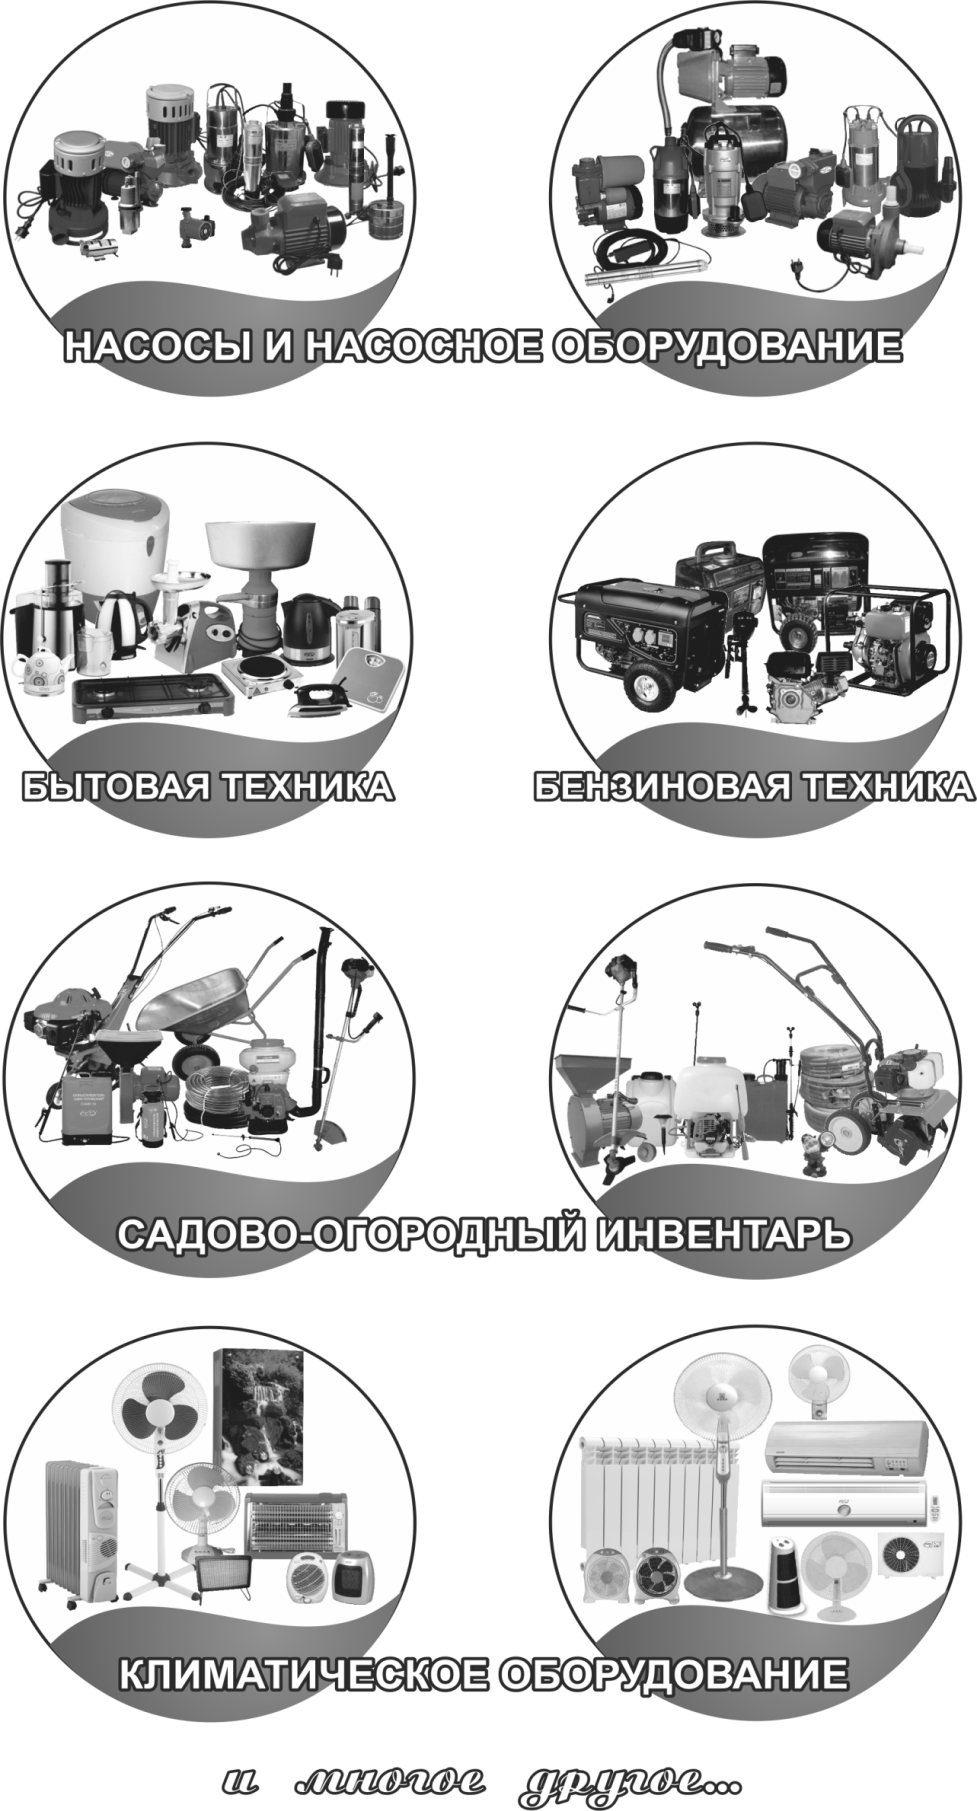 НАСОСЫ И НАСОСНОЕ ОБОРУДОВАНИЕ
БЫТОВАЯ ТЕХНИКА
БЕНЗИНОВАЯ ТЕХНИКА
САДОВО-ОГОРОДНЫЙ ИНВЕНТАРЬ
КЛИМАТИЧЕСКОЕ ОБОРУДОВАНИЕ
и многое другое...